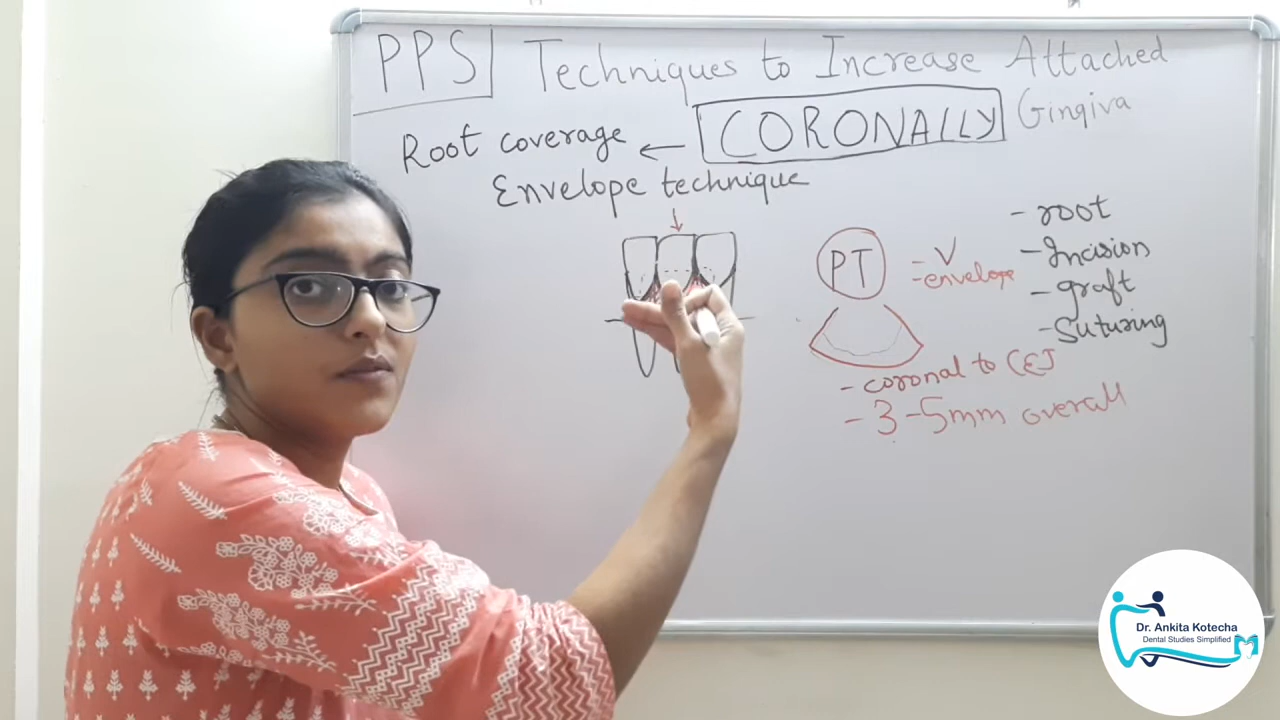 PPS Techniques to Increase Attached
CORONALLY Gingiva
Root coverage ←
Envelope technique
PT
- V
- envelope
- root
- Incision
- graft
- Suturing
- coronal to CEJ
- 3-5mm overall
Dr. Ankita Kotecha
Dental Studies Simplified